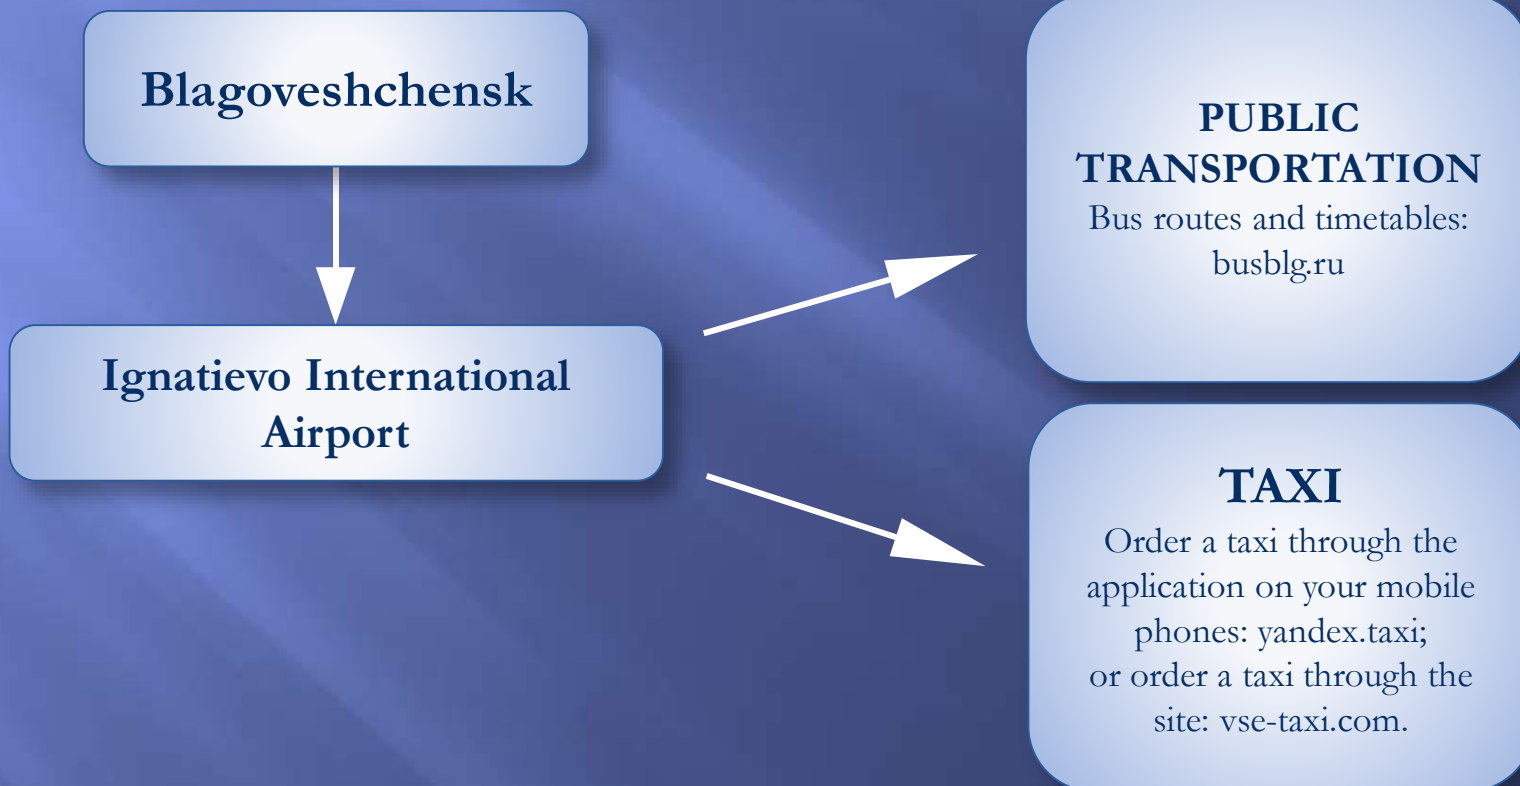 Blagoveshchensk
Ignatievo International
Airport
PUBLIC
TRANSPORTATION
Bus routes and timetables:
busblg.ru
TAXI
Order a taxi through the
application on your mobile
phones: yandex.taxi;
or order a taxi through the
site: vse-taxi.com.